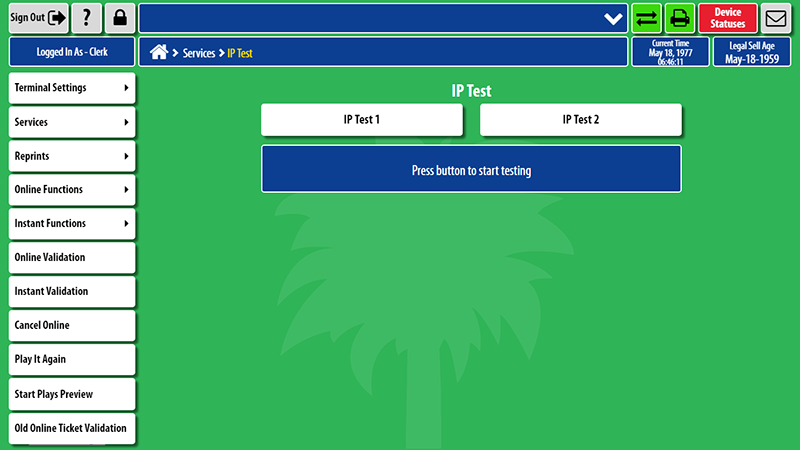 Sign Out
?
Device
Statuses
Logged In As - Clerk
Services
IP Test
Current Time
May 18, 1977
06:46:11
Legal Sell Age
May-18-1959
Terminal Settings
Services
Reprints
Online Functions
Instant Functions
Online Validation
Instant Validation
Cancel Online
Play It Again
Start Plays Preview
Old Online Ticket Validation
IP Test
IP Test 1
IP Test 2
Press button to start testing